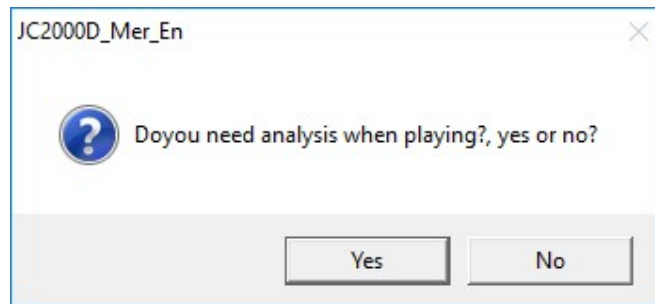 JC2000D_Mer_En
Doyou need analysis when playing?, yes or no?
Yes
No